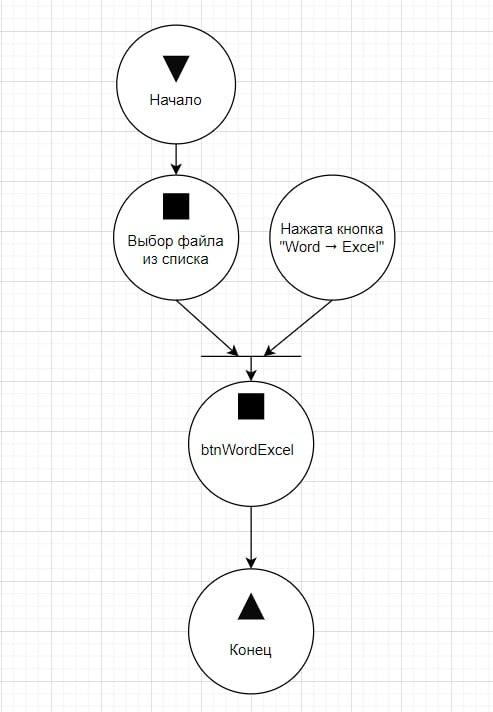 Начало
Выбор файла
из списка
Нажата кнопка
"Word → Excel"
btnWordExcel
Конец